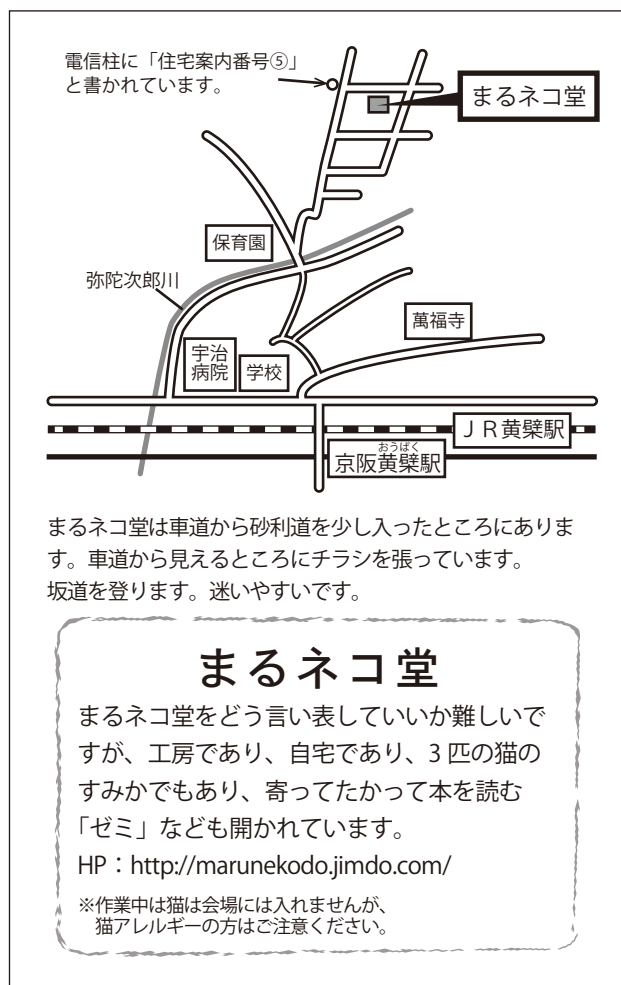 電信柱に「住宅案内番号⑤」
と書かれています。
まるネコ堂
保育園
弥陀次郎川
萬福寺
宇治
病院
学校
ＪＲ黄檗駅
おうばく
京阪黄檗駅
まるネコ堂は車道から砂利道を少し入ったところにありま
す。車道から見えるところにチラシを張っています。
坂道を登ります。迷いやすいです。
まるネコ堂
まるネコ堂をどう言い表していいか難しいで
すが、工房であり、自宅であり、3 匹の猫の
すみかでもあり、寄ってたかって本を読む
「ゼミ」なども開かれています。
HP：http://marunekodo.jimdo.com/
※作業中は猫は会場には入れませんが、
猫アレルギーの方はご注意ください。